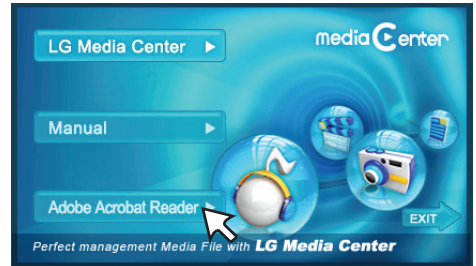 LG Media Center
media Center
Manual
Adobe Acrobat Reader
EXIT
Perfect management Media File with LG Media Center